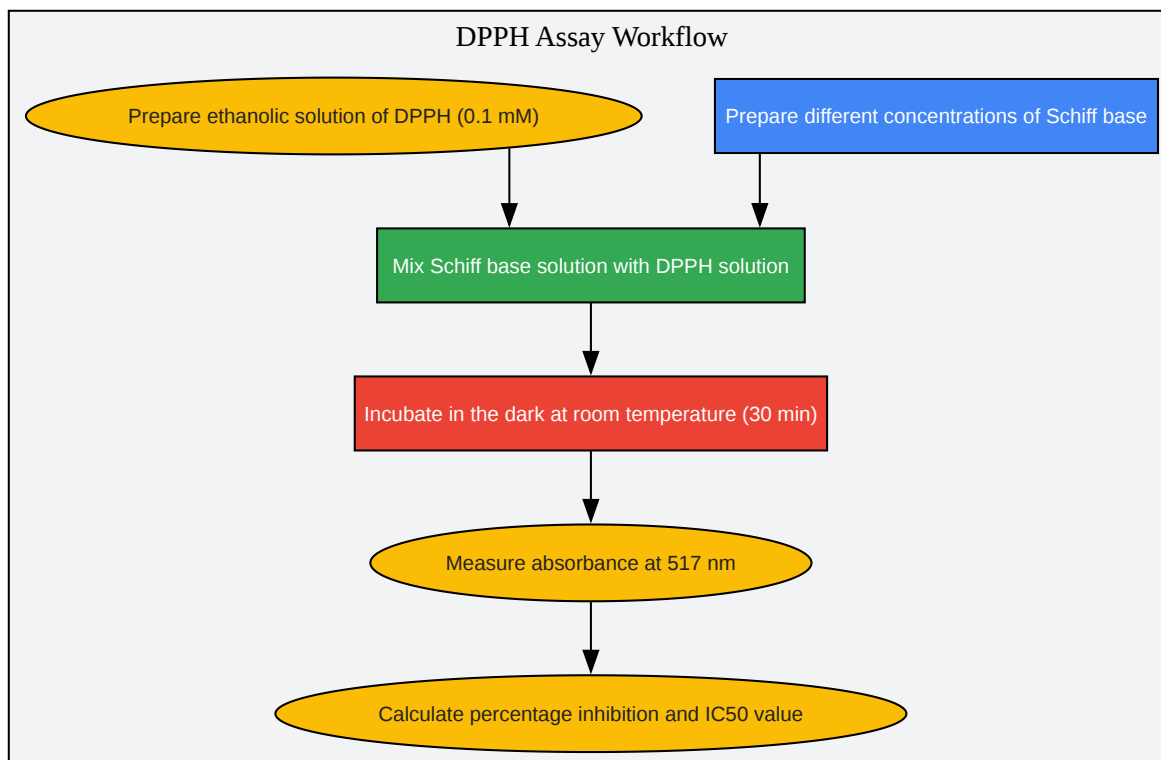 DPPH Assay Workflow
Prepare ethanolic solution of DPPH (0.1 mM)
Prepare different concentrations of Schiff base
Mix Schiff base solution with DPPH solution
Incubate in the dark at room temperature (30 min)
Measure absorbance at 517 nm
Calculate percentage inhibition and IC50 value